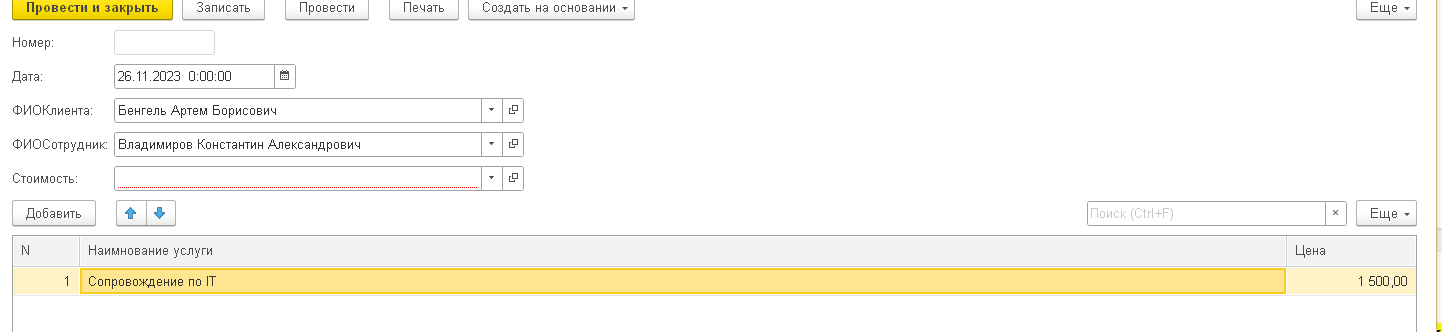 Провести и закрыть Записать Провести Печать Создать на основании Еще
Номер:
Дата: 26.11.2023 0:00:00
ФИОКлиента: Бенгель Артем Борисович
ФИОСотрудник: Владимиров Константин Александрович
Стоимость:
Добавить Поиск (Ctrl+F) × Еще
N Наимнование услуги Цена
1 Сопровождение по IT 1 500,00